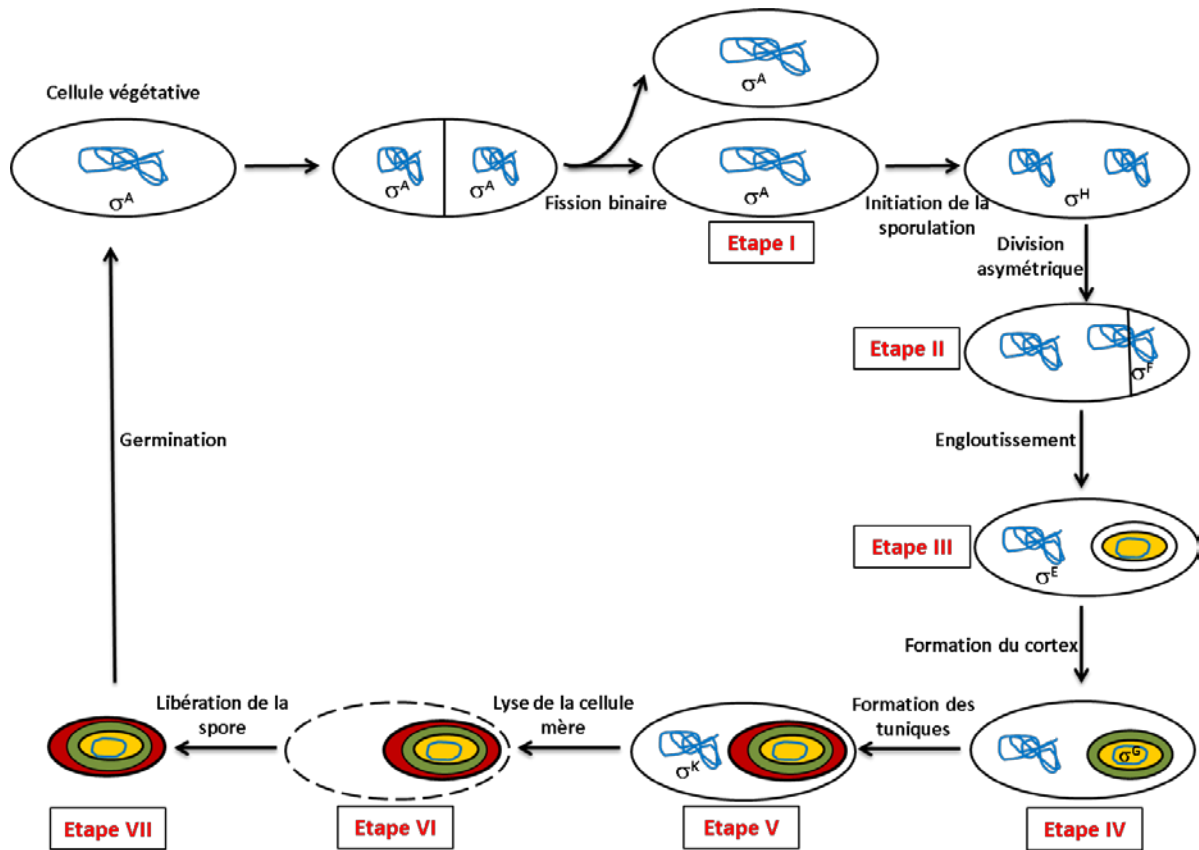 σᴬ
Cellule végétative
σᴬ
σᴬ
σᴬ
Fission binaire
σᴬ
Etape I
Initiation de la
sporulation
σᴴ
Division
asymétrique
Etape II
σᶠ
Engloutissement
Germination
Etape III
σᴱ
Formation du cortex
Libération de la
spore
Lyse de la cellule
mère
Formation des
tuniques
σᴷ
σᴳ
Etape VII
Etape VI
Etape V
Etape IV